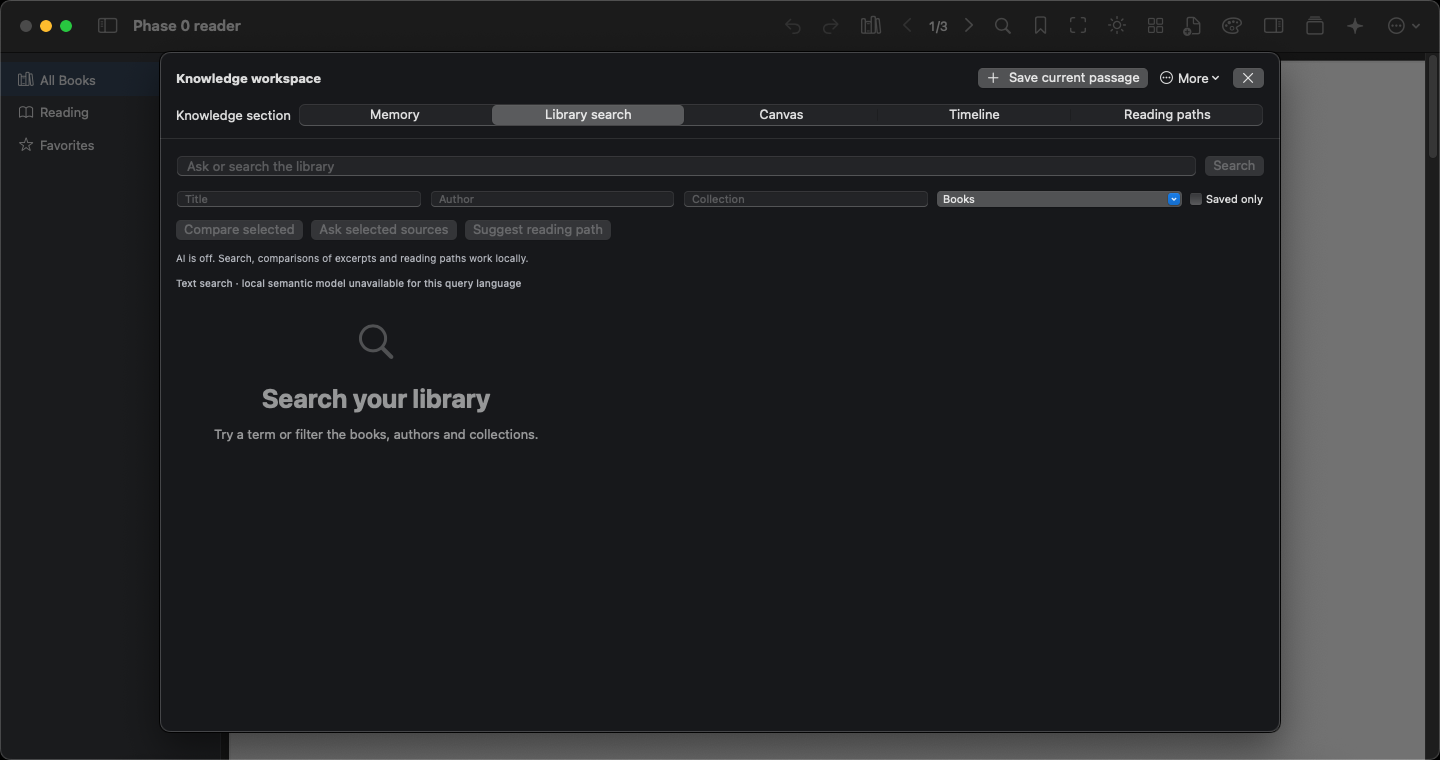 Phase 0 reader
1/3
All Books
Reading
Favorites
Knowledge workspace
Save current passage
More
Knowledge section
Memory
Library search
Canvas
Timeline
Reading paths
Ask or search the library
Search
Title
Author
Collection
Books
Saved only
Compare selected
Ask selected sources
Suggest reading path
AI is off. Search, comparisons of excerpts and reading paths work locally.
Text search · local semantic model unavailable for this query language
Search your library
Try a term or filter the books, authors and collections.